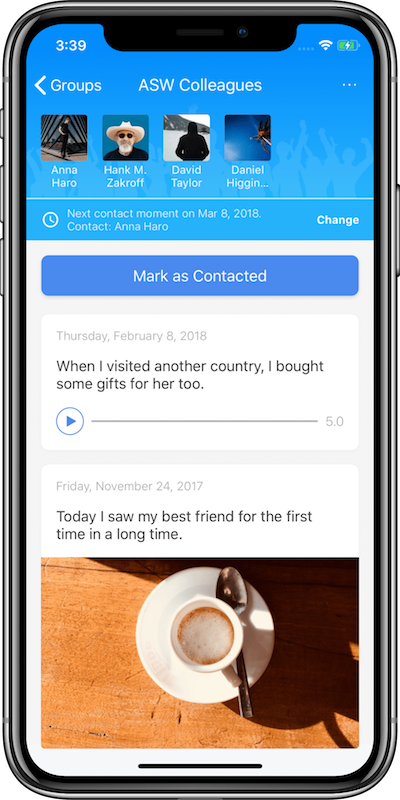 3:39
Groups
ASW Colleagues
Anna
Haro
Hank M.
Zakroff
David
Taylor
Daniel
Higgin...
Next contact moment on Mar 8, 2018.
Contact: Anna Haro
Change
Mark as Contacted
Thursday, February 8, 2018
When I visited another country, I bought
some gifts for her too.
5.0
Friday, November 24, 2017
Today I saw my best friend for the first
time in a long time.